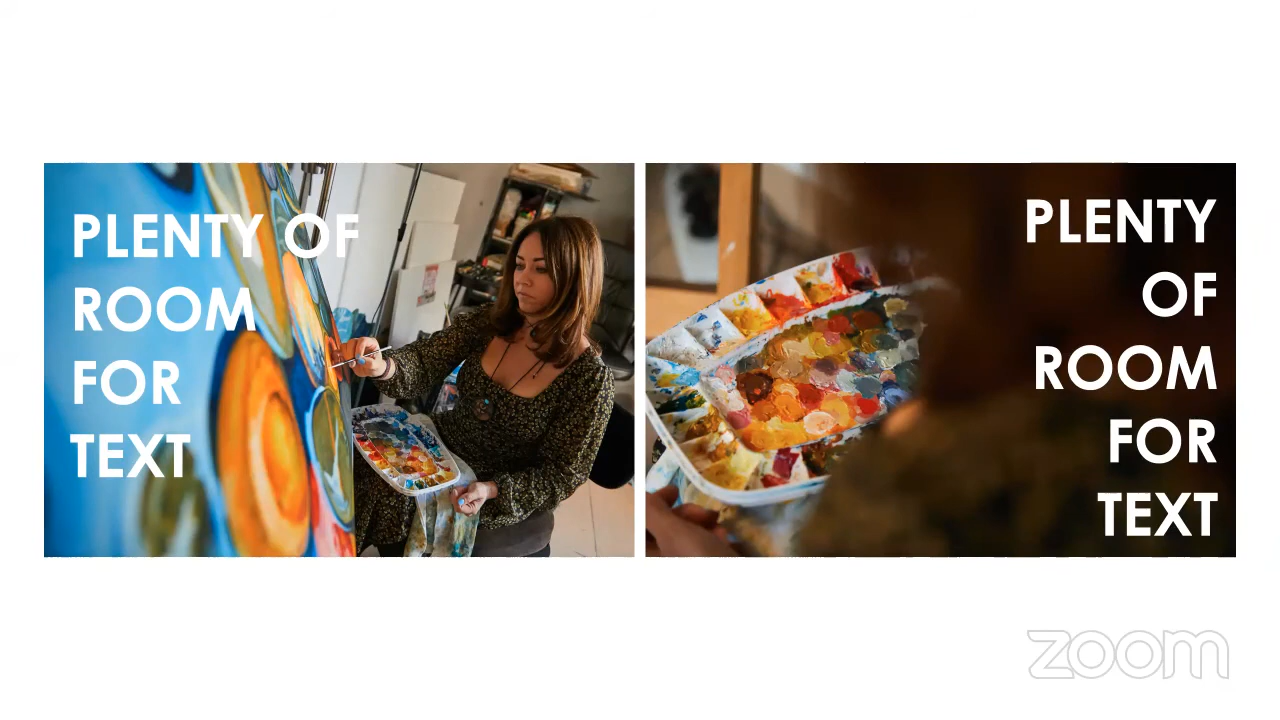 PLENTY OF
ROOM
FOR
TEXT
PLENTY
OF
ROOM
FOR
TEXT
zoom